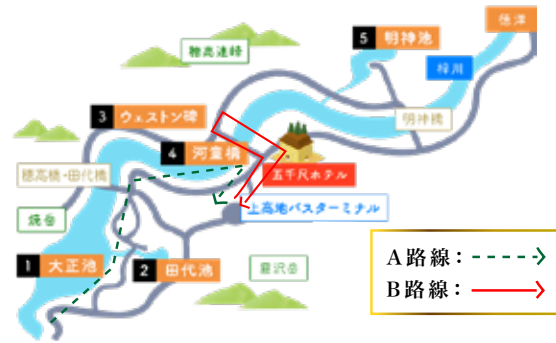 徳澤
5 明神池
穂高連峰
梓川
3 ウェストン碑
明神橋
4 河童橋
五千尺ホテル
穂高橋・田代橋
上高地バスターミナル
焼岳
1 大正池
2 田代池
霞沢岳
A路線：
B路線：